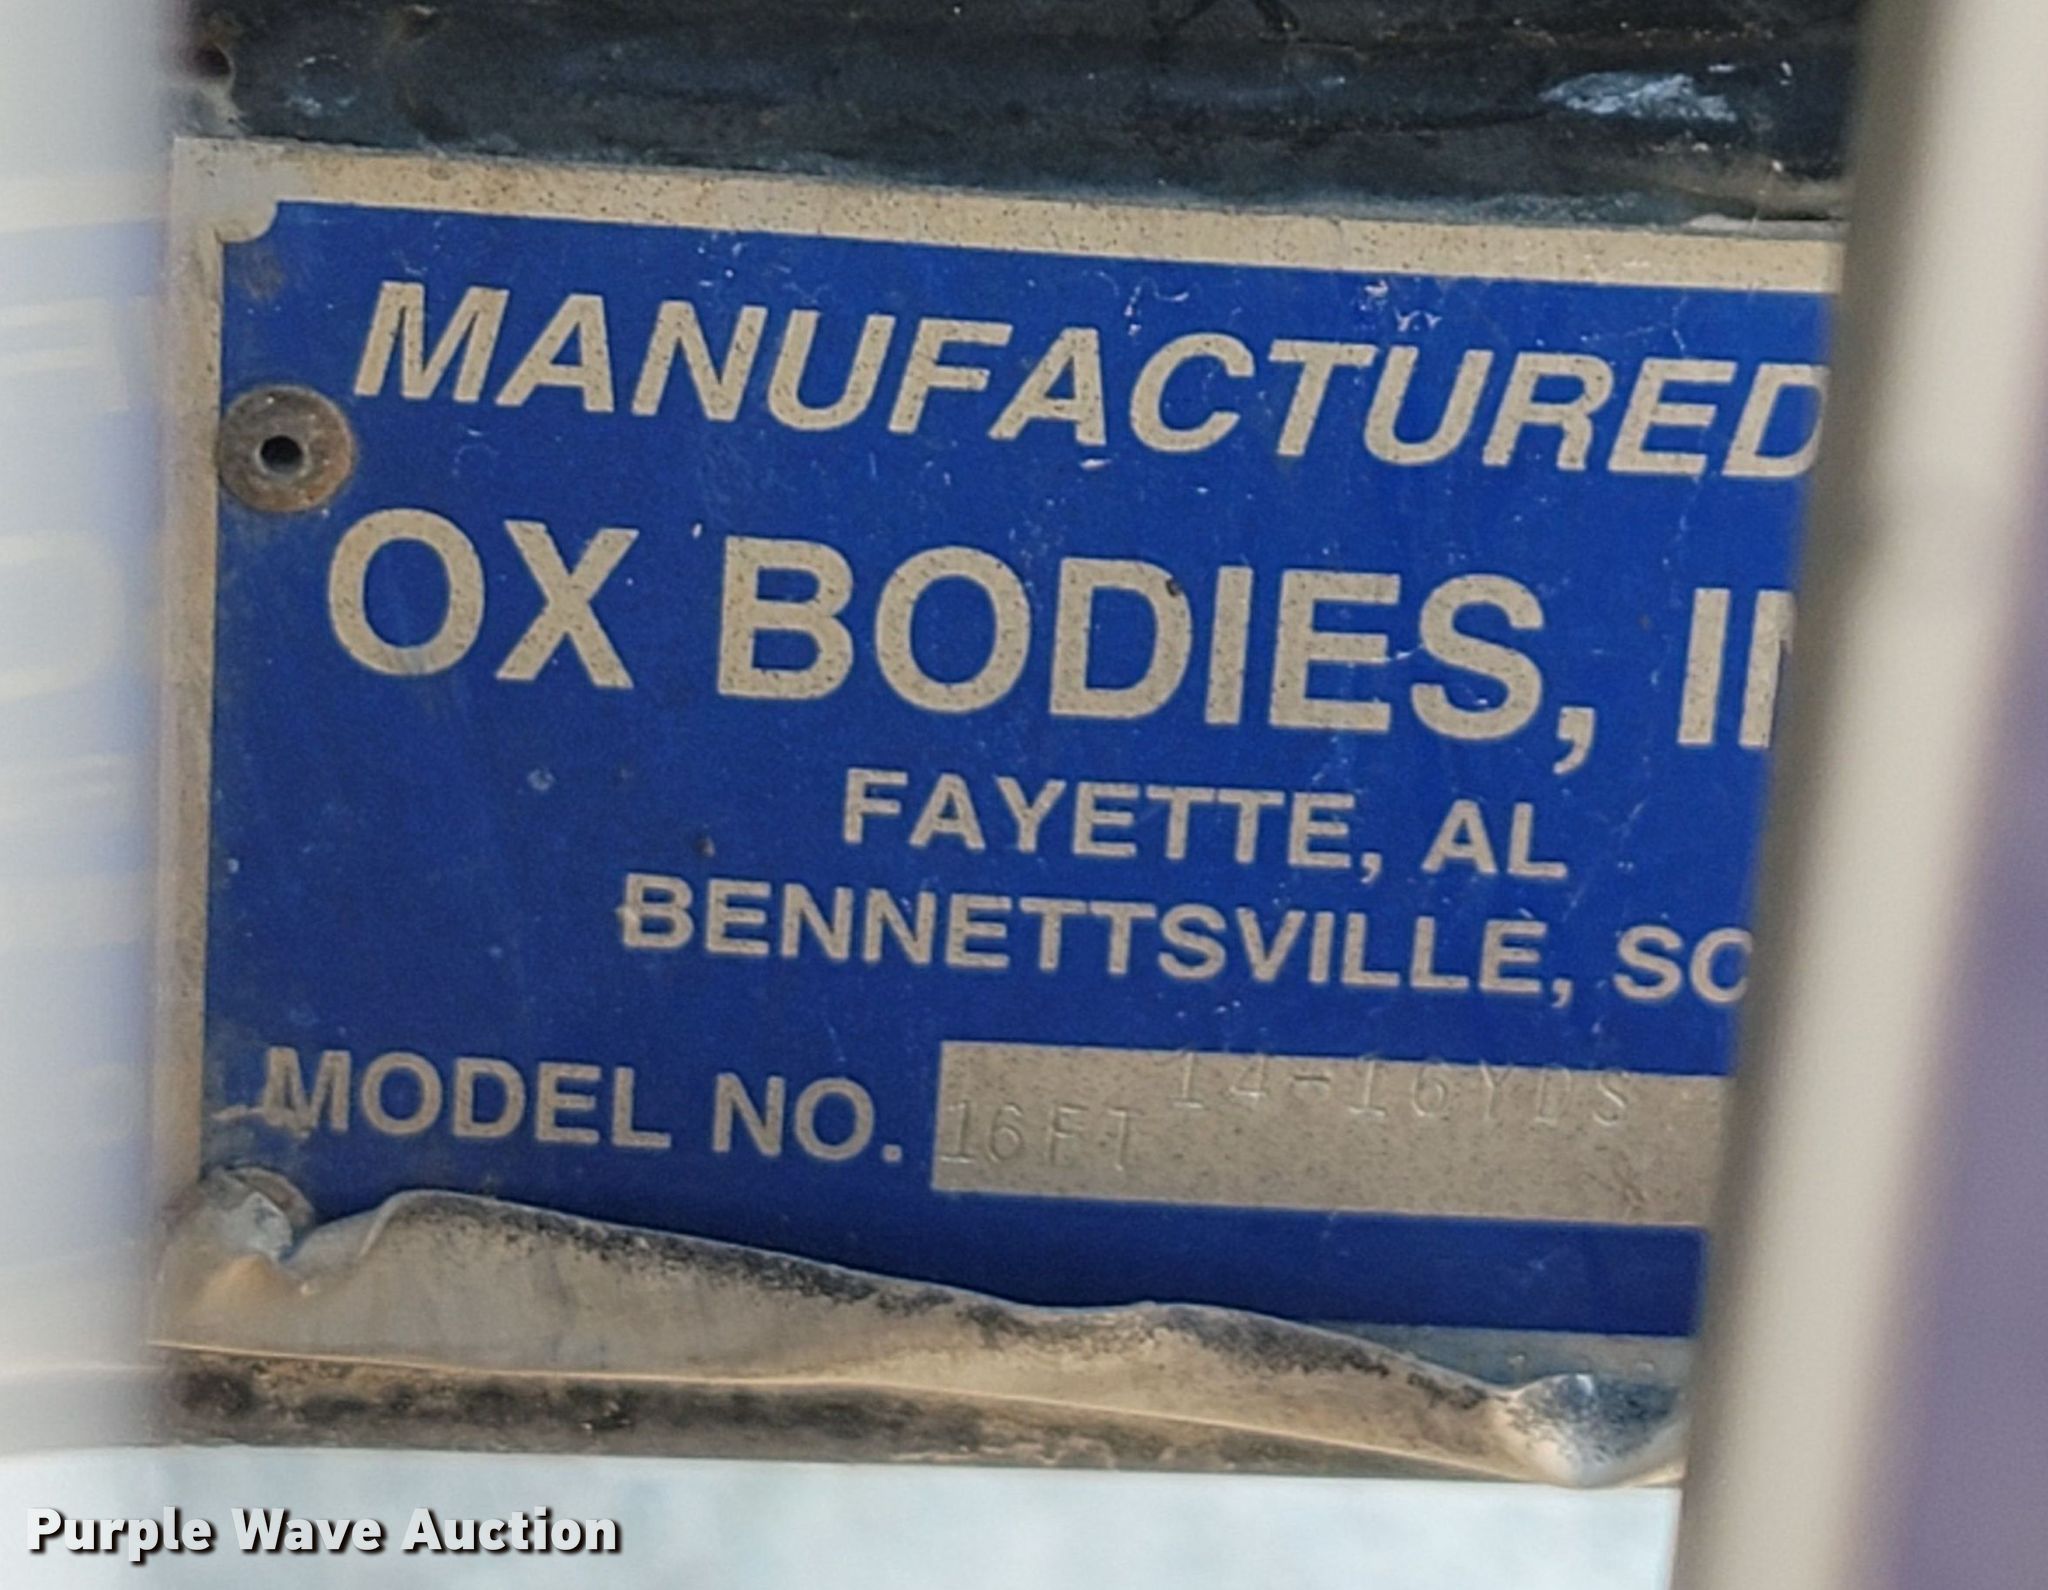 MANUFACTURED
OX BODIES,
FAYETTE, AL
BENNETTSVILLE, SC
MODEL NO. 16FT 14-16YDS
Purple Wave Auction